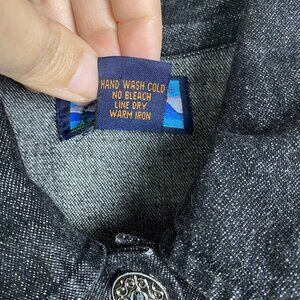 HAND WASH COLD
NO BLEACH
LINE DRY
WARM IRON